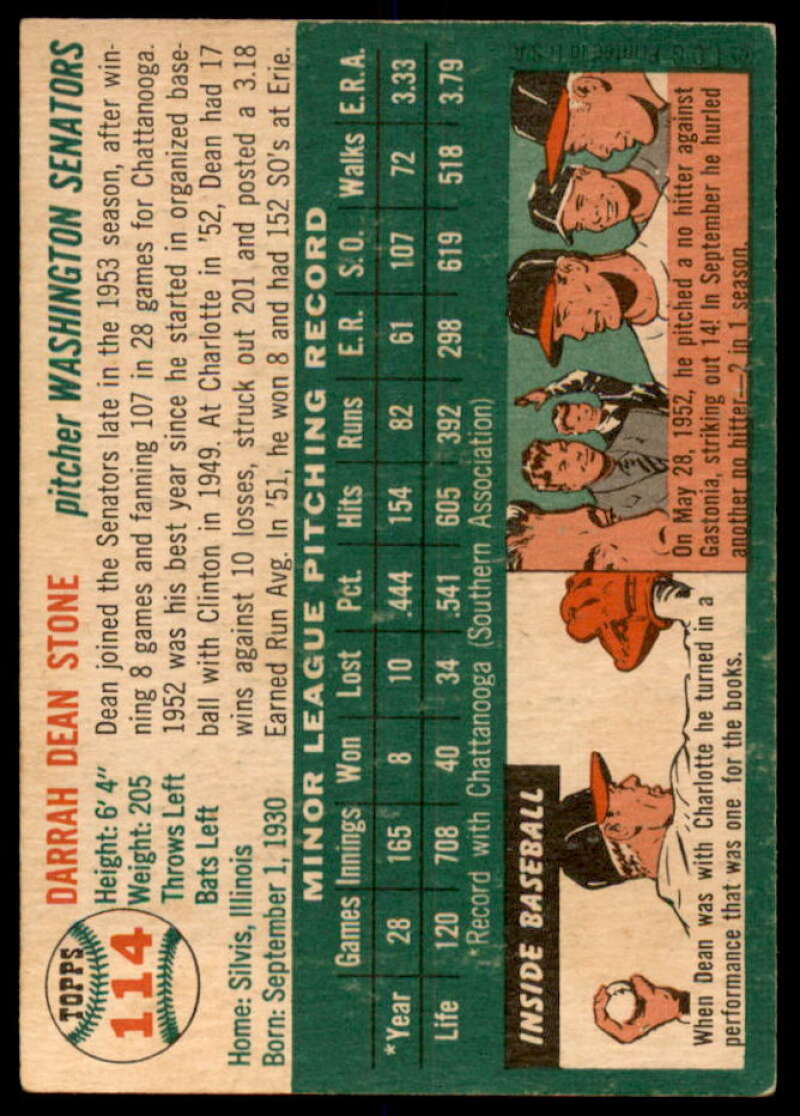 TOPPS
114
DARRAH DEAN STONE
pitcher WASHINGTON SENATORS
Height: 6' 4"
Weight: 205
Throws Left
Bats Left
Home: Silvis, Illinois
Born: September 1, 1930
Dean joined the Senators late in the 1953 season, after win-
ning 8 games and fanning 107 in 28 games for Chattanooga.
1952 was his best year since he started in organized base-
ball with Clinton in 1949. At Charlotte in '52, Dean had 17
wins against 10 losses, struck out 201 and posted a 3.18
Earned Run Avg. In '51, he won 8 and had 152 SO's at Erie.
MINOR LEAGUE PITCHING RECORD
Games Innings Won Lost Pct. Hits Runs E.R. S.O. Walks E.R.A.
*Year 28 165 8 10 .444 154 82 61 107 72 3.33
Life 120 708 40 34 .541 605 392 298 619 518 3.79
*Record with Chattanooga (Southern Association)
INSIDE BASEBALL
When Dean was with Charlotte he turned in a
performance that was one for the books.
On May 28, 1952, he pitched a no hitter against
Gastonia, striking out 14! In September he hurled
another no hitter—2 in 1 season.
T.C.G. Printed in U.S.A.